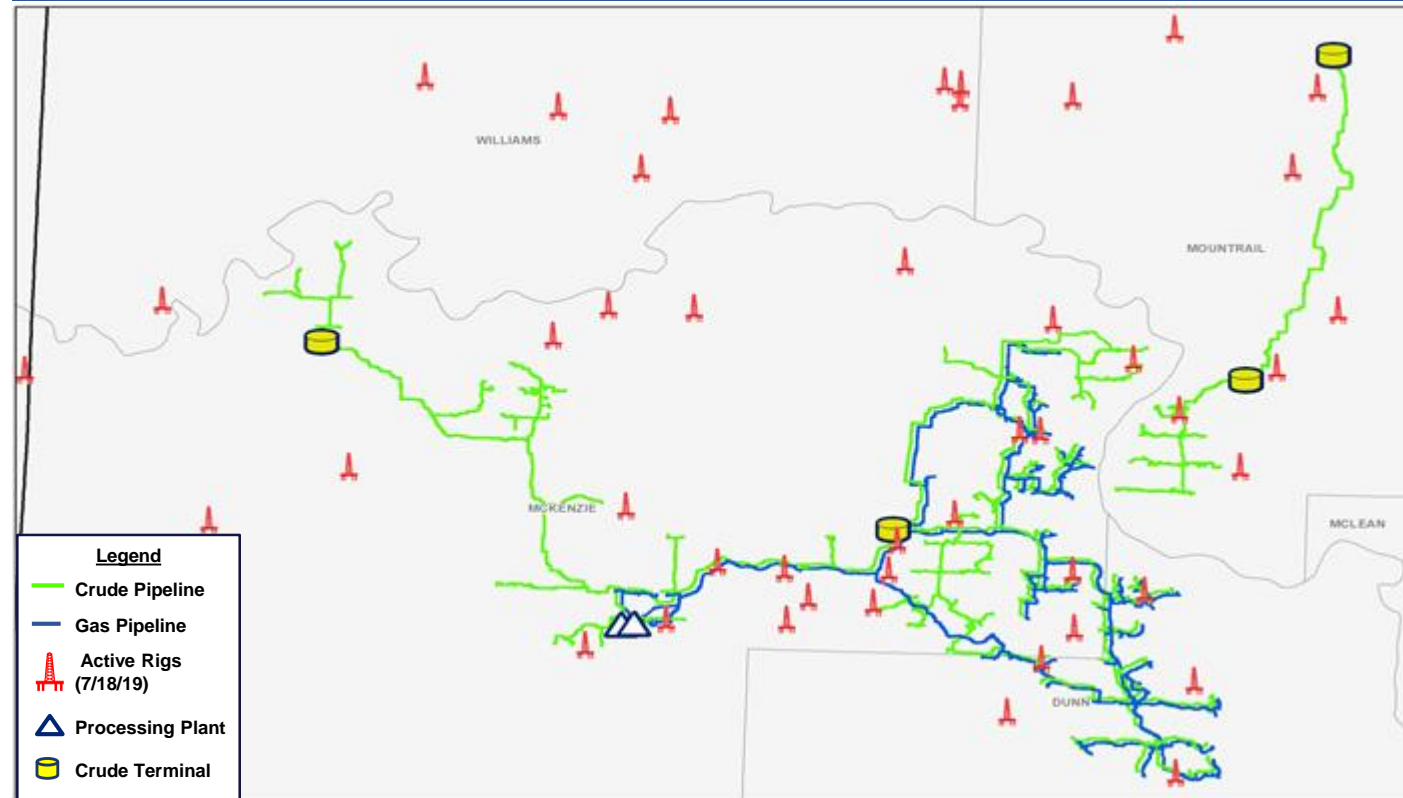 WILLIAMS
MOUNTRAIL
MCKENZIE
MCLEAN
DUNN
Legend
Crude Pipeline
Gas Pipeline
Active Rigs
(7/18/19)
Processing Plant
Crude Terminal